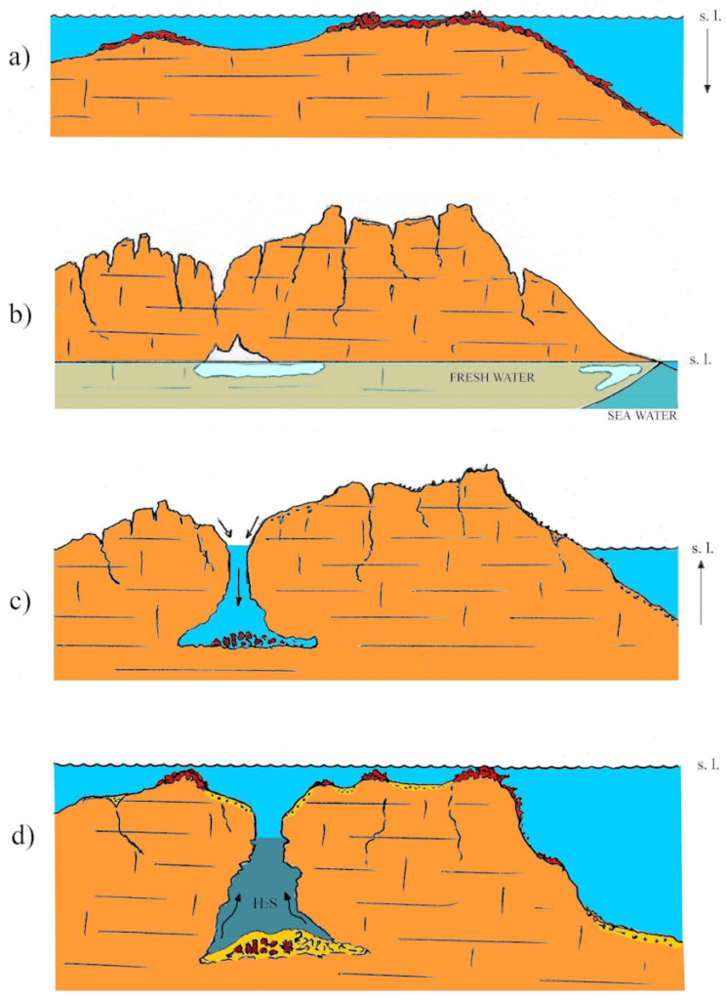 s. l.
a)
b)
s. l.
FRESH WATER
SEA WATER
s. l.
c)
s. l.
d)
H₂S